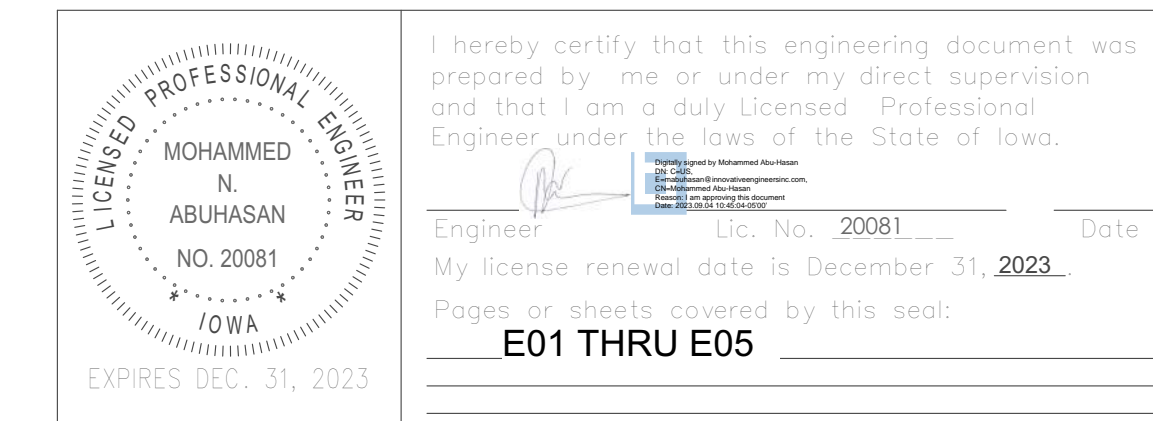 LICENSED PROFESSIONAL ENGINEER
MOHAMMED
N.
ABUHASAN
NO. 20081
* IOWA *
EXPIRES DEC. 31, 2023
I hereby certify that this engineering document was
prepared by me or under my direct supervision
and that I am a duly Licensed Professional
Engineer under the laws of the State of Iowa.
Digitally signed by Mohammed Abu-Hasan
DN: C=US,
E=mabuhasan@innovativeengineersinc.com,
CN=Mohammed Abu-Hasan
Reason: I am approving this document
Date: 2023.09.04 10:45:04-05'00'
Engineer Lic. No. 20081 Date
My license renewal date is December 31, 2023.
Pages or sheets covered by this seal:
E01 THRU E05